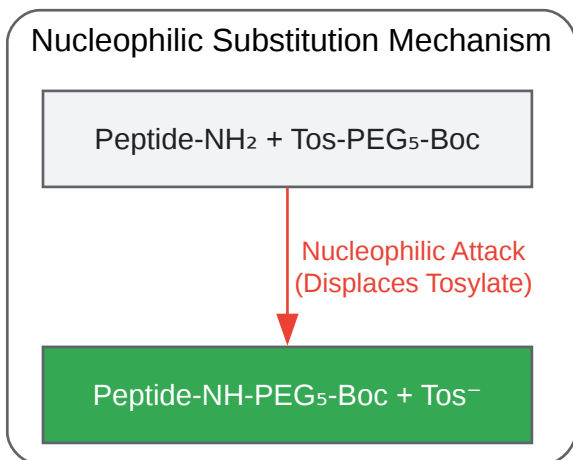 Nucleophilic Substitution Mechanism
Peptide-NH₂ + Tos-PEG₅-Boc
Nucleophilic Attack
(Displaces Tosylate)
Peptide-NH-PEG₅-Boc + Tos⁻